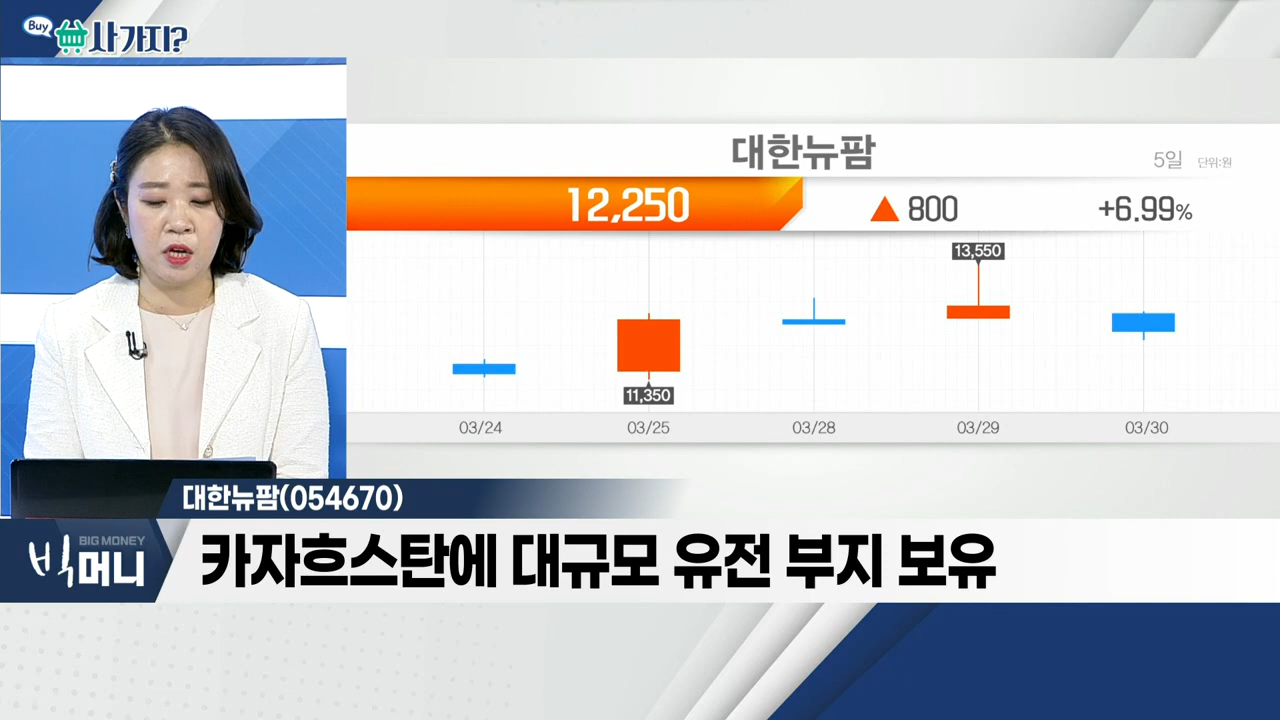 Buy
사가지?
대한뉴팜
5일 단위:원
12,250 ▲ 800 +6.99%
13,550
11,350
03/24 03/25 03/28 03/29 03/30
대한뉴팜(054670)
BIG MONEY
빅머니
카자흐스탄에 대규모 유전 부지 보유